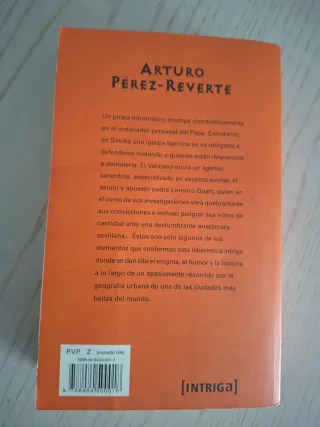 ARTURO
PÉREZ-REVERTE
Un pirata informático irrumpe clandestinamente
en el ordenador personal del Papa. Entretanto,
en Sevilla una iglesia barroca se ve obligada a
defenderse matando a quienes están dispuestos
a demolerla. El Vaticano envía un agente,
sacerdote, especializado en asuntos sucios: el
astuto y apuesto padre Lorenzo Quart, quien en
el curso de sus investigaciones verá quebrantarse
sus convicciones e incluso peligrar sus votos de
castidad ante una deslumbrante aristócrata
sevillana... Éstos son sólo algunos de los
elementos que conforman esta laberíntica intriga
donde se dan cita el enigma, el humor y la historia
a lo largo de un apasionante recorrido por la
geografía urbana de una de las ciudades más
bellas del mundo.
P.V.P. Z (incluido IVA)
[INTRIGA]